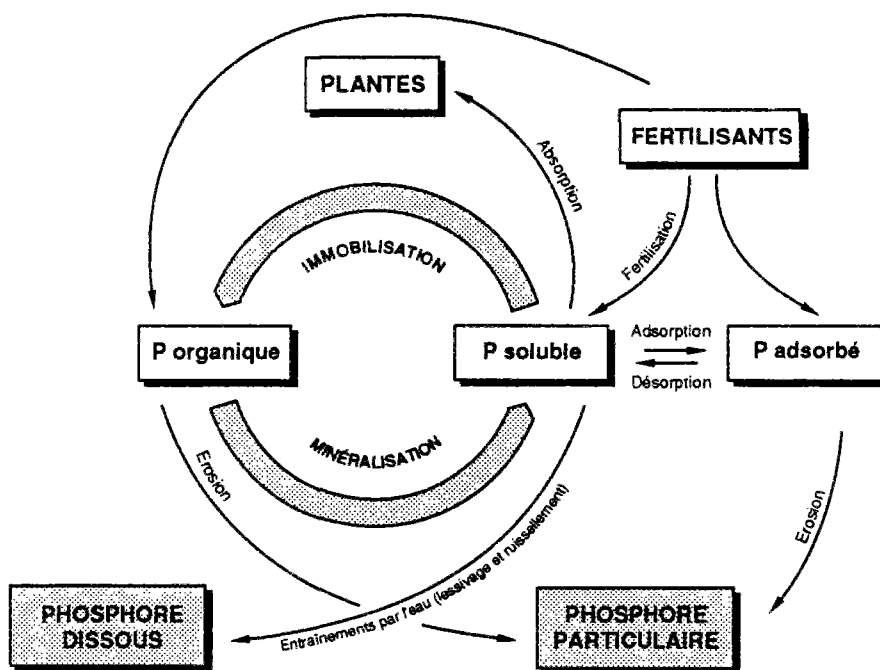 PLANTES
FERTILISANTS
Absorption
Fertilisation
IMMOBILISATION
P organique
P soluble
Adsorption
Désorption
P adsorbé
MINÉRALISATION
Erosion
Erosion
Entraînements par l'eau (lessivage et ruissellement)
PHOSPHORE
DISSOUS
PHOSPHORE
PARTICULAIRE